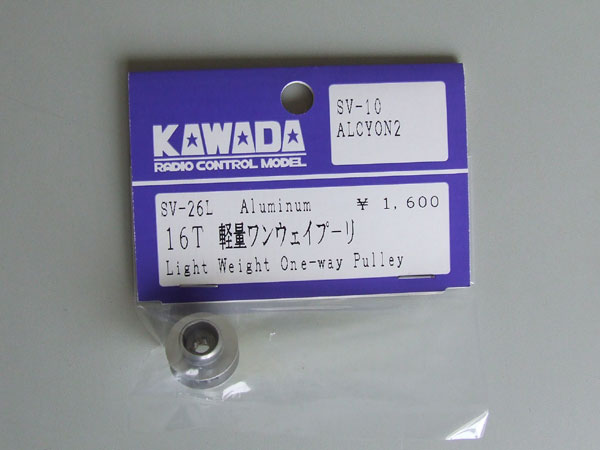 KAWADA
RADIO CONTROL MODEL
SV-10
ALCYON2
SV-26L Aluminum ¥ 1,600
16T 軽量ワンウェイプーリ
Light Weight One-way Pulley